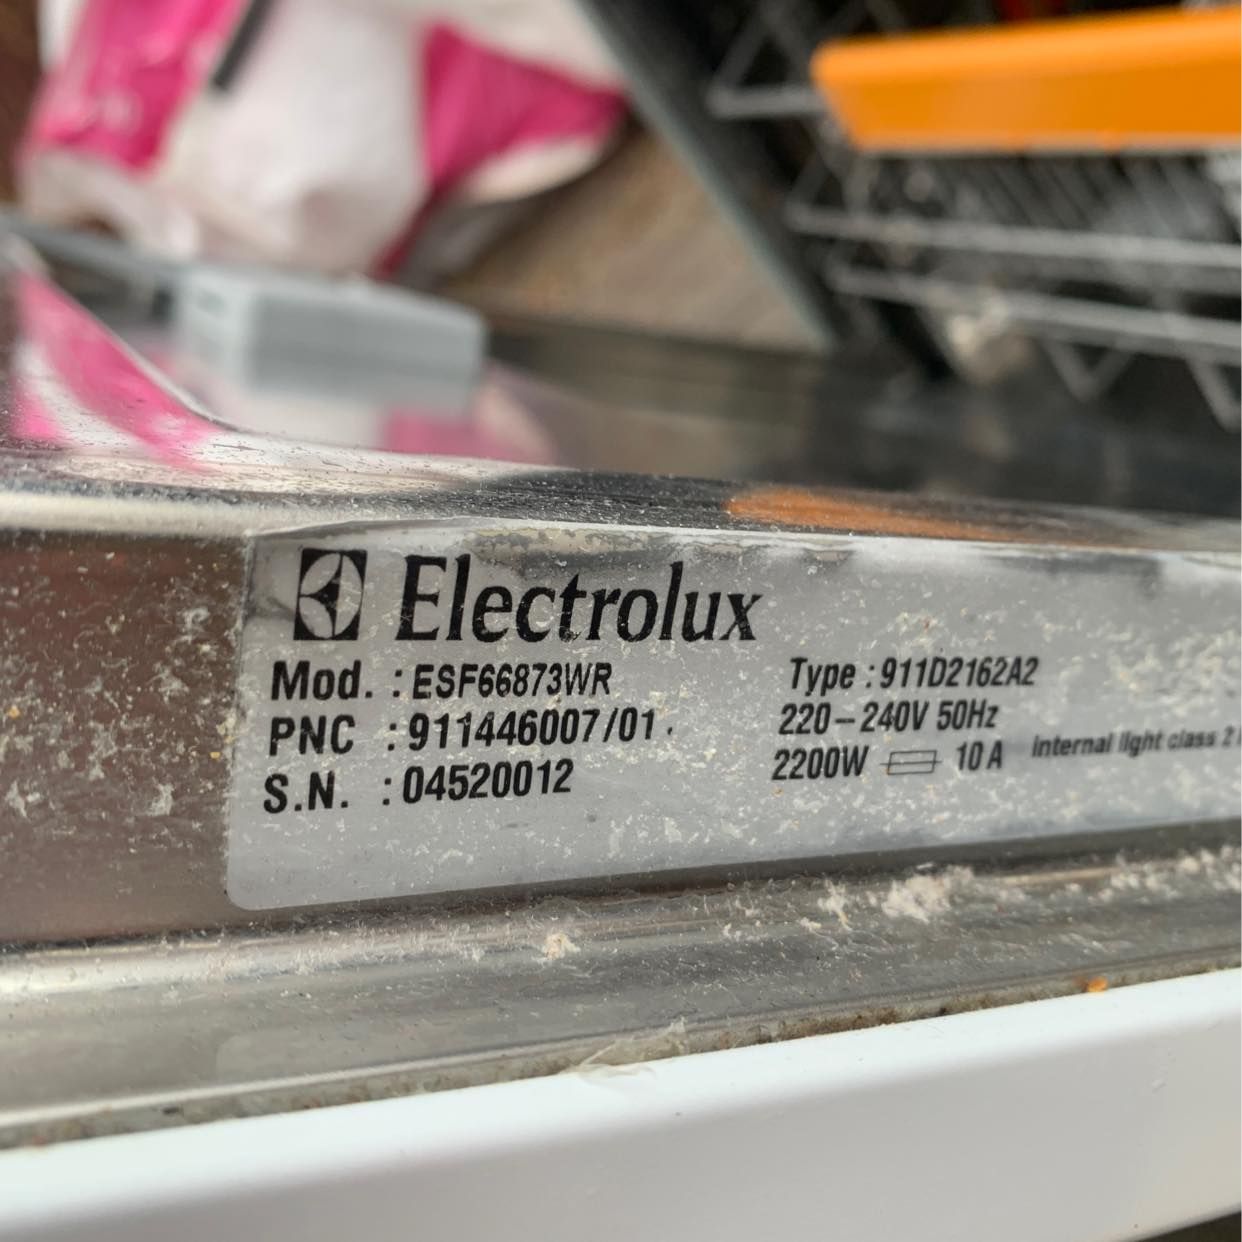 Electrolux
Mod. : ESF66873WR
PNC : 911446007/01 .
S.N. : 04520012
Type : 911D2162A2
220-240V 50Hz
2200W 10 A
Internal light class 2